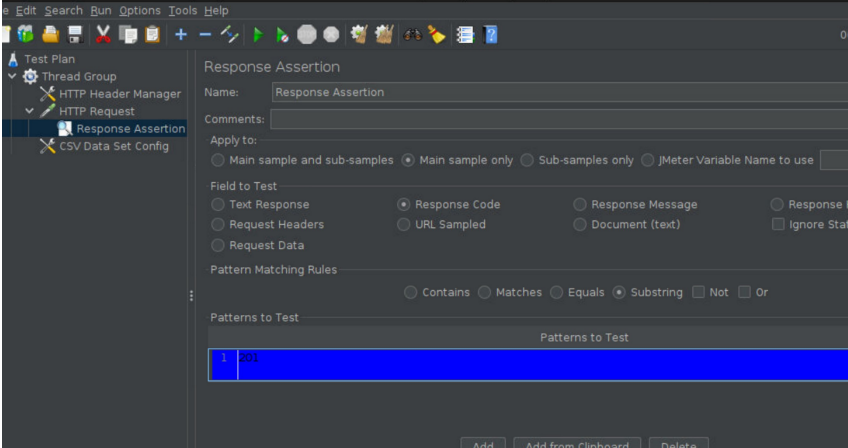 e Edit Search Run Options Tools Help
0
Test Plan
Thread Group
HTTP Header Manager
HTTP Request
Response Assertion
CSV Data Set Config
Response Assertion
Name: Response Assertion
Comments:
Apply to:
Main sample and sub-samples Main sample only Sub-samples only JMeter Variable Name to use
Field to Test
Text Response Response Code Response Message Response
Request Headers URL Sampled Document (text) Ignore Stat
Request Data
Pattern Matching Rules
Contains Matches Equals Substring Not Or
Patterns to Test
Patterns to Test
1 201
Add Add from Clipboard Delete